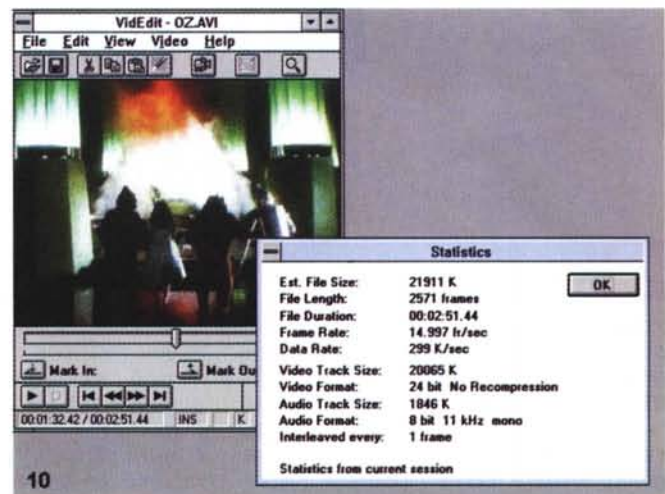 VidEdit - OZ.AVI
File Edit View Video Help
Mark In: Mark Ou
00:01:32.42 / 00:02:51.44 INS K
Statistics
Est. File Size: 21911 K
OK
File Length: 2571 frames
File Duration: 00:02:51.44
Frame Rate: 14.997 fr/sec
Data Rate: 299 K/sec
Video Track Size: 20065 K
Video Format: 24 bit No Recompression
Audio Track Size: 1846 K
Audio Format: 8 bit 11 kHz mono
Interleaved every: 1 frame
Statistics from current session
10